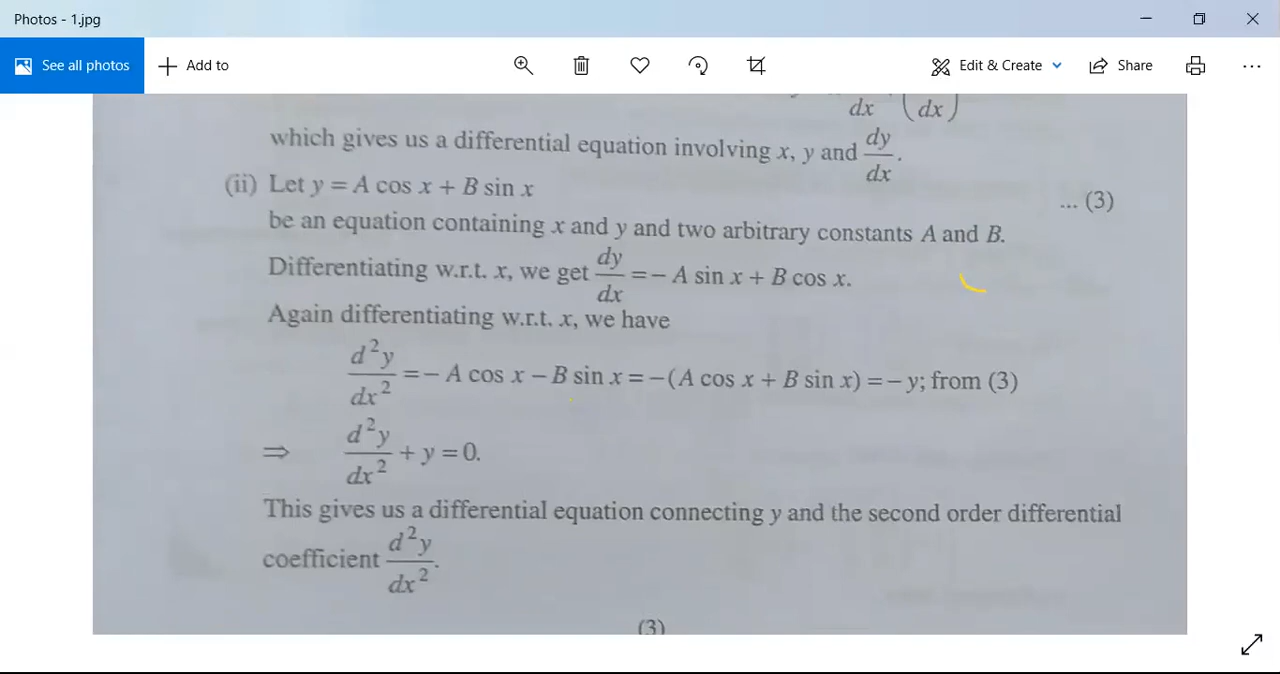 Photos - 1.jpg
See all photos
Add to
Edit & Create
Share
dx (dx)
which gives us a differential equation involving x, y and dy/dx.
(ii) Let y = A cos x + B sin x ... (3)
be an equation containing x and y and two arbitrary constants A and B.
Differentiating w.r.t. x, we get dy/dx = − A sin x + B cos x.
Again differentiating w.r.t. x, we have
d²y/dx² = − A cos x − B sin x = −(A cos x + B sin x) = − y; from (3)
⇒ d²y/dx² + y = 0.
This gives us a differential equation connecting y and the second order differential
coefficient d²y/dx².
(3)